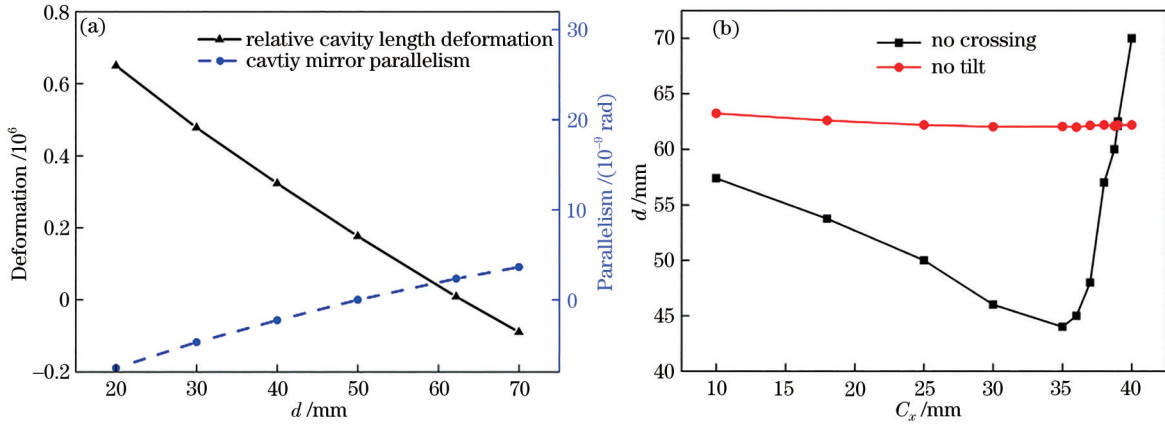 (a)
relative cavity length deformation
cavtiy mirror parallelism
0.8
0.6
0.4
0.2
0
−0.2
Deformation /10⁶
30
20
10
0
Parallelism /(10⁻⁹ rad)
20 30 40 50 60 70
d /mm
(b)
no crossing
no tilt
70
65
60
55
50
45
40
d /mm
10 15 20 25 30 35 40
Cₓ /mm